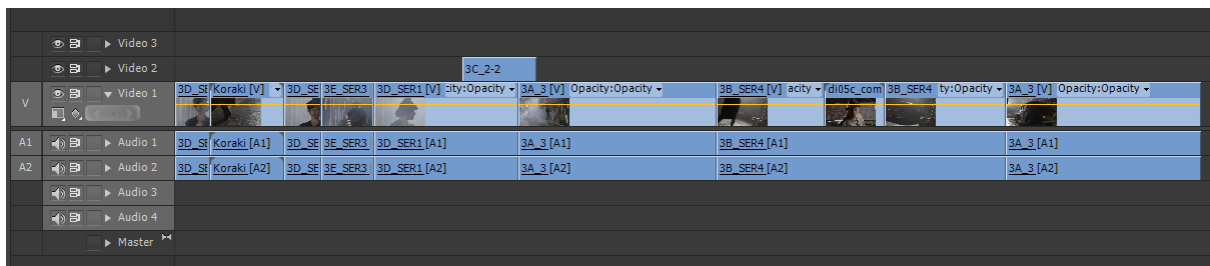 Video 3
Video 2 3C_2-2
V Video 1 3D_SE Koraki [V] 3D_SE 3E_SER3 3D_SER1 [V] :ity:Opacity 3A_3 [V] Opacity:Opacity 3B_SER4 [V] acity di05c_com 3B_SER4 ty:Opacity 3A_3 [V] Opacity:Opacity
A1 Audio 1 3D_SE Koraki [A1] 3D_SE 3E_SER3 3D_SER1 [A1] 3A_3 [A1] 3B_SER4 [A1] 3A_3 [A1]
A2 Audio 2 3D_SE Koraki [A2] 3D_SE 3E_SER3 3D_SER1 [A2] 3A_3 [A2] 3B_SER4 [A2] 3A_3 [A2]
Audio 3
Audio 4
Master